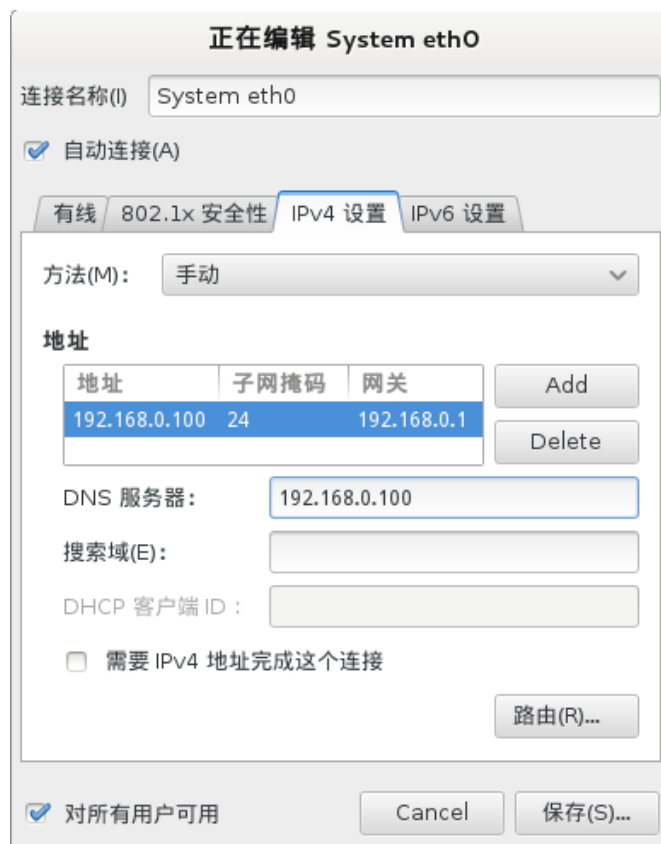 正在编辑 System eth0
连接名称(I) System eth0
自动连接(A)
有线 802.1x 安全性 IPv4 设置 IPv6 设置
方法(M)： 手动
地址
地址 子网掩码 网关 Add
192.168.0.100 24 192.168.0.1
Delete
DNS 服务器： 192.168.0.100
搜索域(E)：
DHCP 客户端 ID：
需要 IPv4 地址完成这个连接
路由(R)...
对所有用户可用 Cancel 保存(S)...